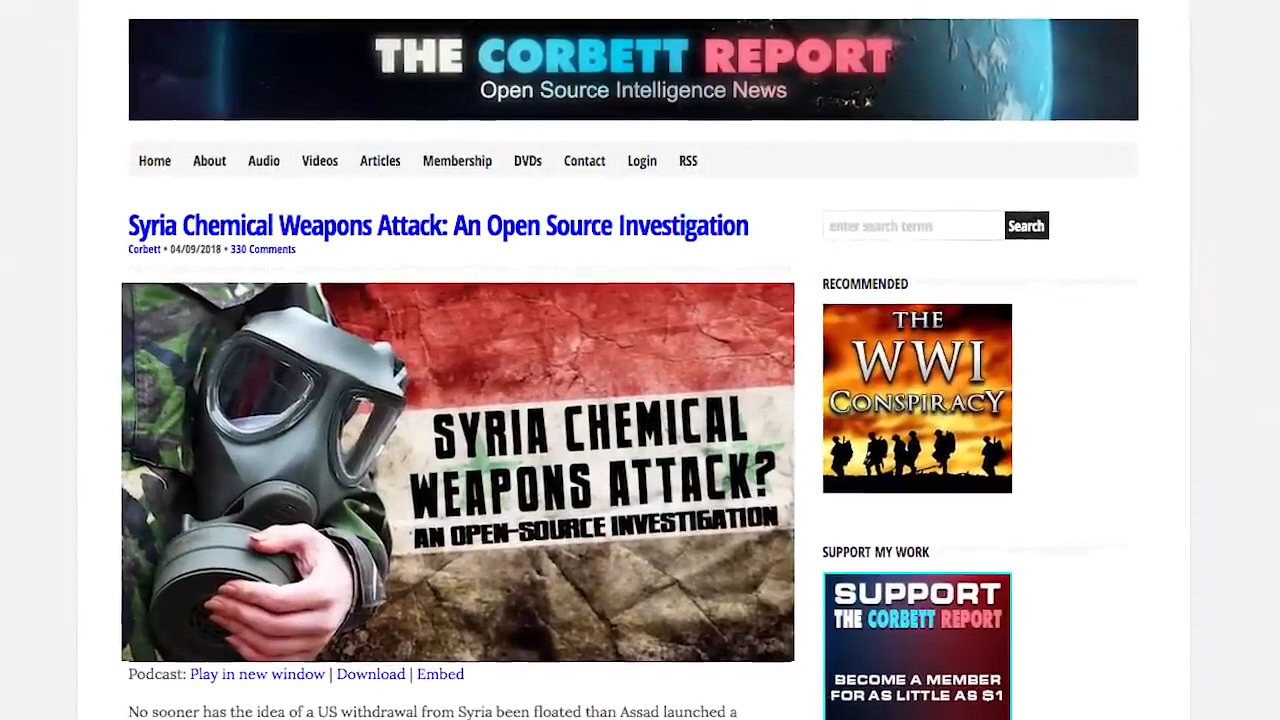 THE CORBETT REPORT
Open Source Intelligence News
Home About Audio Videos Articles Membership DVDs Contact Login RSS
Syria Chemical Weapons Attack: An Open Source Investigation
Corbett • 04/09/2018 • 330 Comments
SYRIA CHEMICAL
WEAPONS ATTACK?
AN OPEN-SOURCE INVESTIGATION
Podcast: Play in new window | Download | Embed
No sooner has the idea of a US withdrawal from Syria been floated than Assad launched a
enter search terms Search
RECOMMENDED
THE
WWI
CONSPIRACY
SUPPORT MY WORK
SUPPORT
THE CORBETT REPORT
BECOME A MEMBER
FOR AS LITTLE AS $1